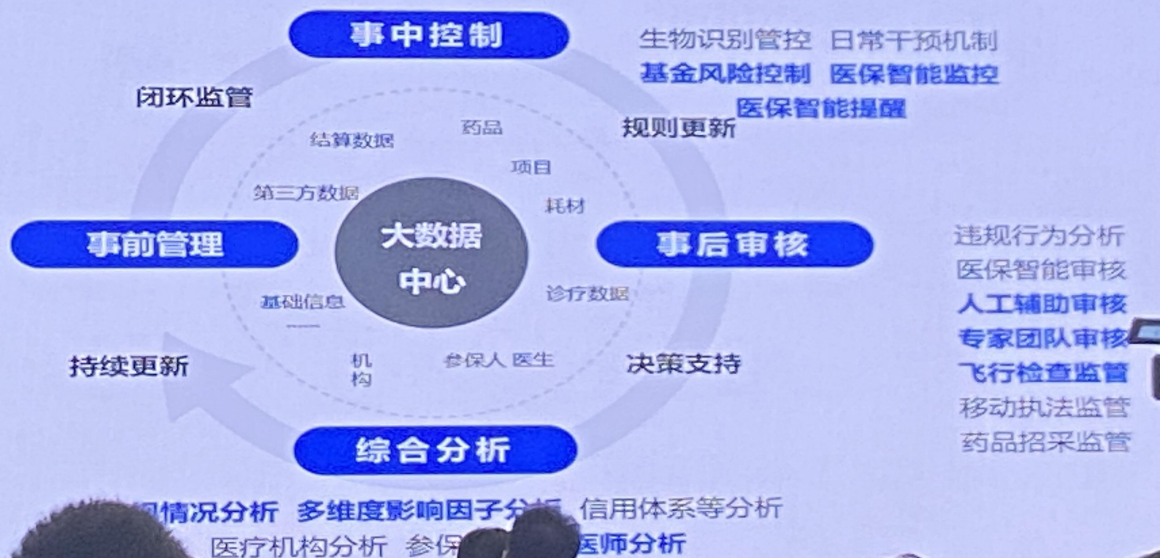 事中控制
生物识别管控 日常干预机制
基金风险控制 医保智能监控
医保智能提醒
闭环监管
规则更新
药品
结算数据
项目
第三方数据
耗材
事前管理
大数据
中心
事后审核
违规行为分析
医保智能审核
人工辅助审核
专家团队审核
飞行检查监管
移动执法监管
药品招采监管
诊疗数据
基础信息
机
构
参保人 医生
持续更新
决策支持
综合分析
情况分析 多维度影响因子分析 信用体系等分析
医疗机构分析 参保 医师分析